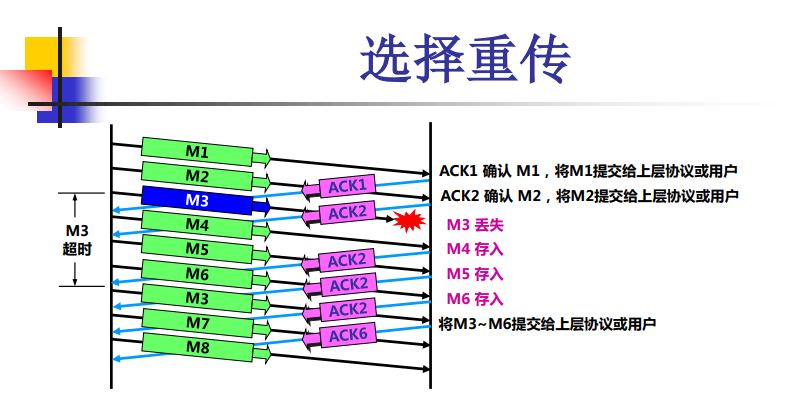 选择重传
M1
M2
M3
M4
M5
M6
M3
M7
M8
M3
超时
ACK1
ACK2
ACK2
ACK2
ACK2
ACK6
ACK1 确认 M1，将M1提交给上层协议或用户
ACK2 确认 M2，将M2提交给上层协议或用户
M3 丢失
M4 存入
M5 存入
M6 存入
将M3~M6提交给上层协议或用户